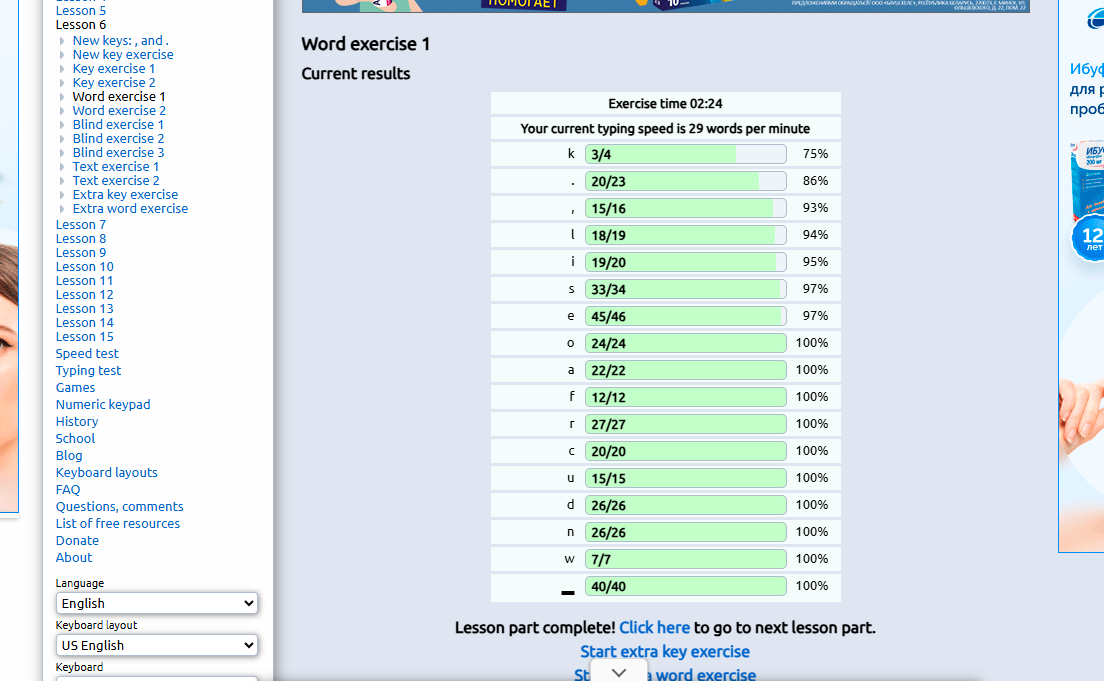 Lesson 5
Lesson 6
New keys: , and .
New key exercise
Key exercise 1
Key exercise 2
Word exercise 1
Word exercise 2
Blind exercise 1
Blind exercise 2
Blind exercise 3
Text exercise 1
Text exercise 2
Extra key exercise
Extra word exercise
Lesson 7
Lesson 8
Lesson 9
Lesson 10
Lesson 11
Lesson 12
Lesson 13
Lesson 14
Lesson 15
Speed test
Typing test
Games
Numeric keypad
History
School
Blog
Keyboard layouts
FAQ
Questions, comments
List of free resources
Donate
About
Language
English
Keyboard layout
US English
Keyboard
ПОМОГАЕТ
10
Word exercise 1
Current results
Exercise time 02:24
Your current typing speed is 29 words per minute
k 3/4 75%
. 20/23 86%
, 15/16 93%
l 18/19 94%
i 19/20 95%
s 33/34 97%
e 45/46 97%
o 24/24 100%
a 22/22 100%
f 12/12 100%
r 27/27 100%
c 20/20 100%
u 15/15 100%
d 26/26 100%
n 26/26 100%
w 7/7 100%
▂ 40/40 100%
Lesson part complete! Click here to go to next lesson part.
Start extra key exercise
word exercise
для
12
лет